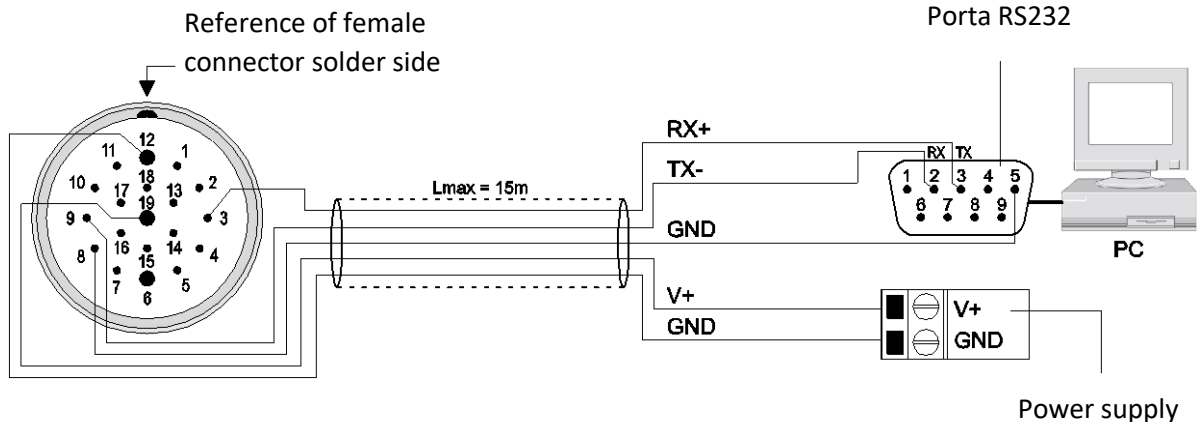 Reference of female
connector solder side
Porta RS232
12
11
1
10
18
2
17
13
19
9
3
16
14
8
15
4
7
6
5
Lmax = 15m
RX+
TX-
GND
V+
GND
RX TX
1 2 3 4 5
6 7 8 9
PC
V+
GND
Power supply